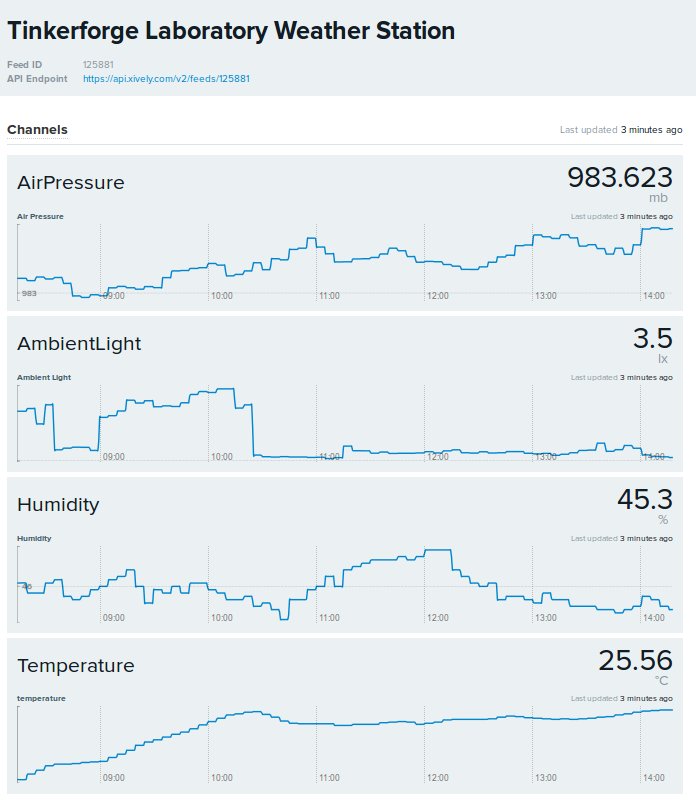 Tinkerforge Laboratory Weather Station
Feed ID 125881
API Endpoint https://api.xively.com/v2/feeds/125881
Channels Last updated 3 minutes ago
AirPressure 983.623
mb
Air Pressure Last updated 3 minutes ago
983 09:00 10:00 11:00 12:00 13:00 14:00
AmbientLight 3.5
lx
Ambient Light Last updated 3 minutes ago
09:00 10:00 11:00 12:00 13:00 14:00
Humidity 45.3
%
Humidity Last updated 3 minutes ago
46
09:00 10:00 11:00 12:00 13:00 14:00
Temperature 25.56
°C
temperature Last updated 3 minutes ago
09:00 10:00 11:00 12:00 13:00 14:00